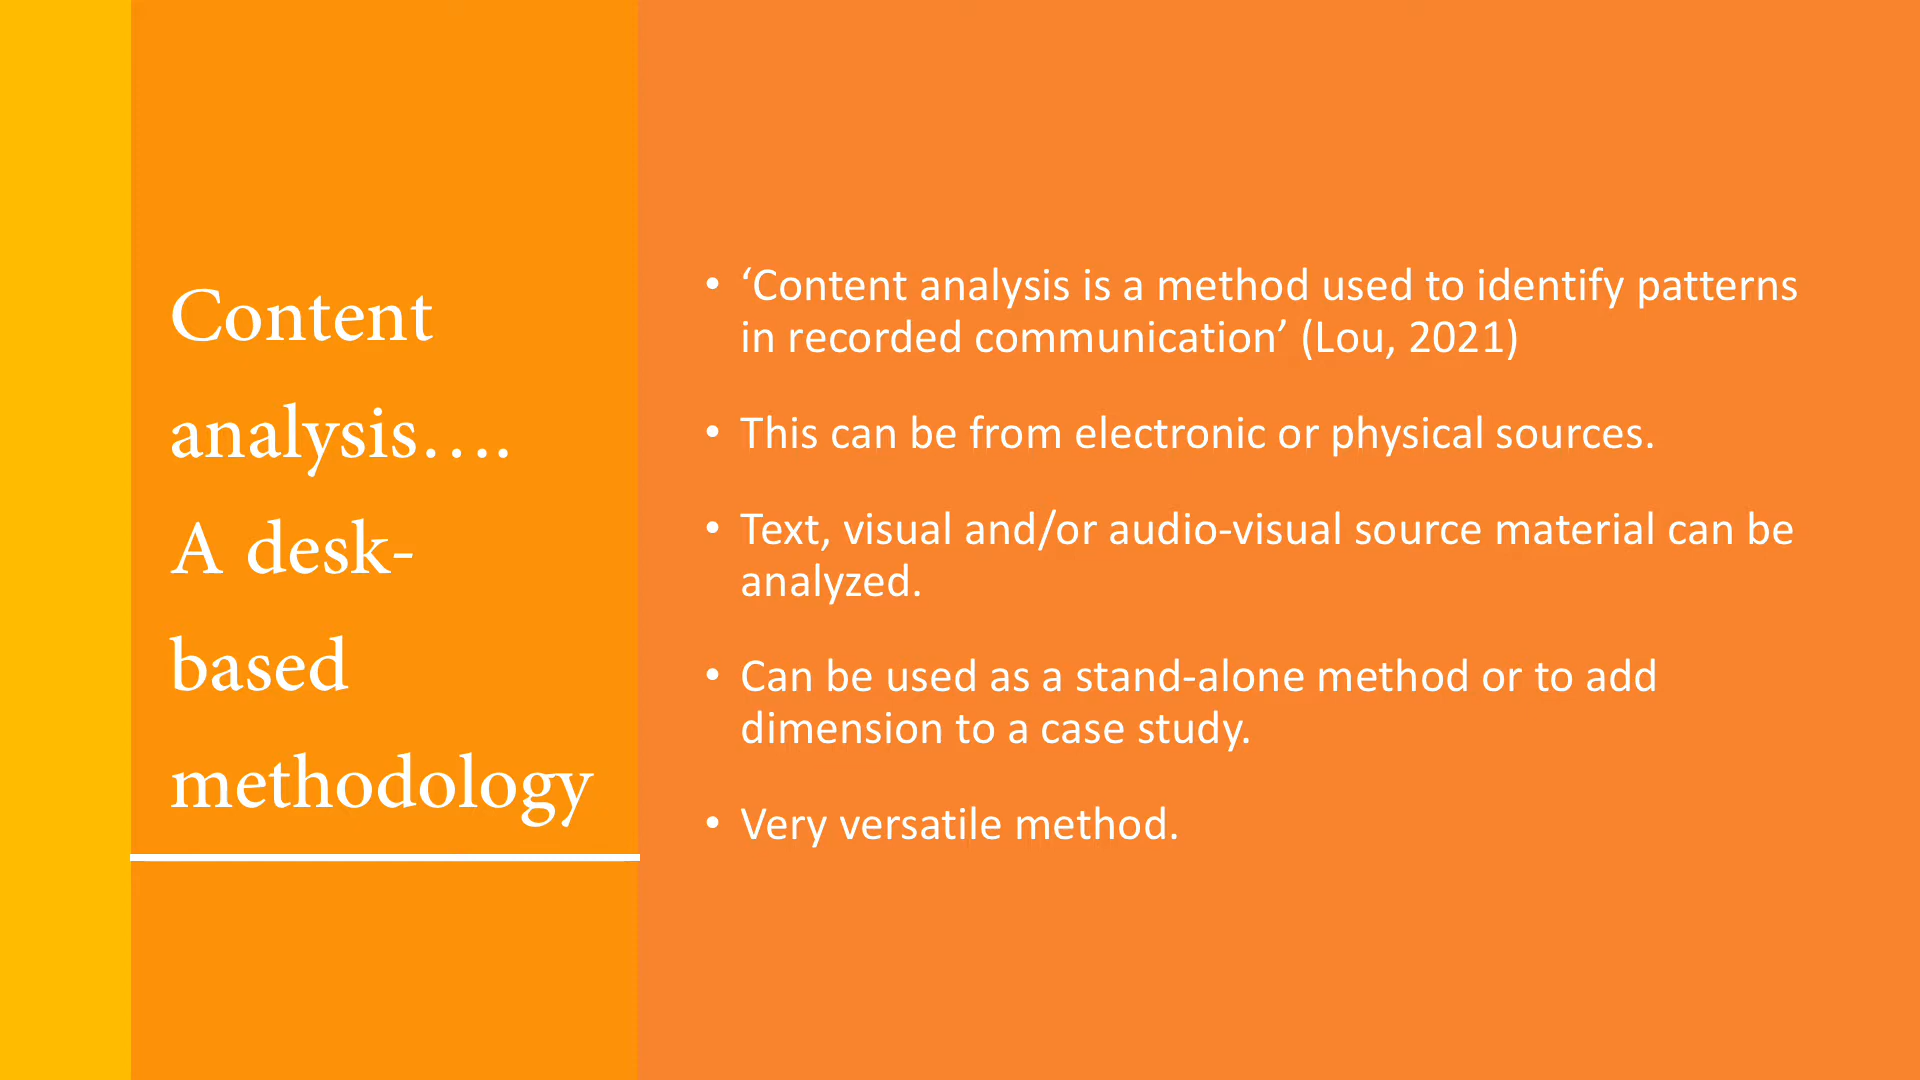 Content
analysis….
A desk-
based
methodology
• ‘Content analysis is a method used to identify patterns
in recorded communication’ (Lou, 2021)
• This can be from electronic or physical sources.
• Text, visual and/or audio-visual source material can be
analyzed.
• Can be used as a stand-alone method or to add
dimension to a case study.
• Very versatile method.